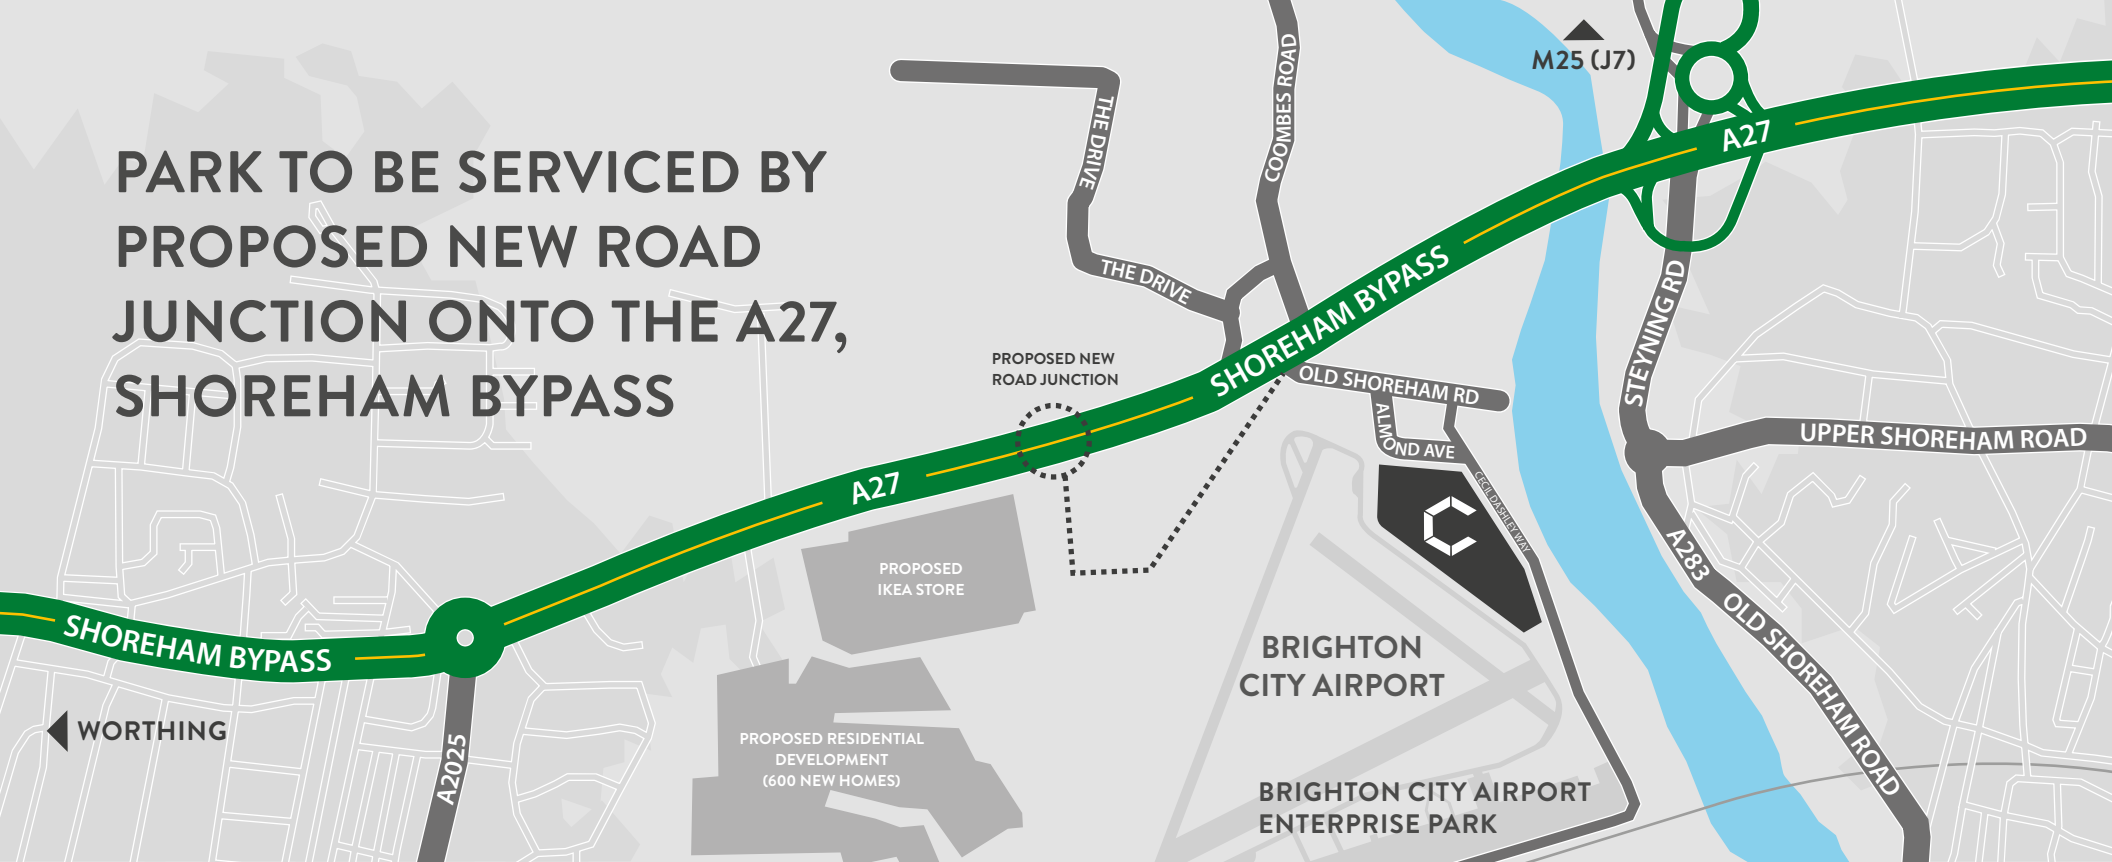 PARK TO BE SERVICED BY
PROPOSED NEW ROAD
JUNCTION ONTO THE A27,
SHOREHAM BYPASS
M25 (J7)
THE DRIVE
COOMBES ROAD
A27
THE DRIVE
SHOREHAM BYPASS
STEYNING RD
PROPOSED NEW
ROAD JUNCTION
OLD SHOREHAM RD
ALMOND AVE
UPPER SHOREHAM ROAD
A27
CECIL PASHLEY WAY
A283
OLD SHOREHAM ROAD
PROPOSED
IKEA STORE
SHOREHAM BYPASS
BRIGHTON
CITY AIRPORT
WORTHING
A2025
PROPOSED RESIDENTIAL
DEVELOPMENT
(600 NEW HOMES)
BRIGHTON CITY AIRPORT
ENTERPRISE PARK